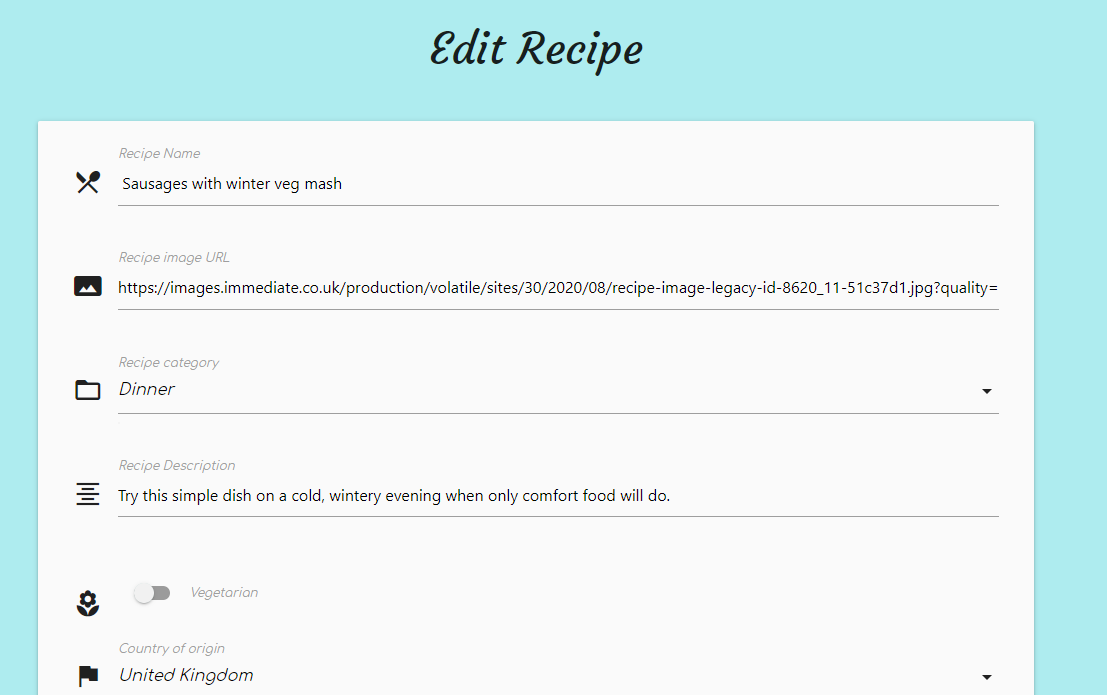 Edit Recipe
Recipe Name
Sausages with winter veg mash
Recipe image URL
https://images.immediate.co.uk/production/volatile/sites/30/2020/08/recipe-image-legacy-id-8620_11-51c37d1.jpg?quality=
Recipe category
Dinner
Recipe Description
Try this simple dish on a cold, wintery evening when only comfort food will do.
Vegetarian
Country of origin
United Kingdom